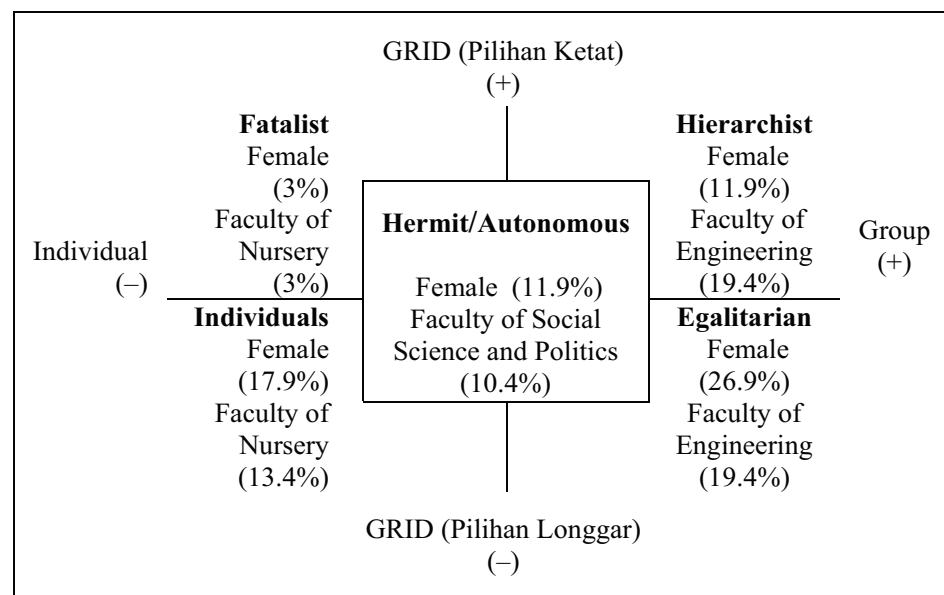 GRID (Pilihan Ketat)
(+)
Fatalist
Female
(3%)
Faculty of
Nursery
(3%)
Hierarchist
Female
(11.9%)
Faculty of
Engineering
(19.4%)
Individual
(–)
Hermit/Autonomous
Female (11.9%)
Faculty of Social
Science and Politics
(10.4%)
Group
(+)
Individuals
Female
(17.9%)
Faculty of
Nursery
(13.4%)
Egalitarian
Female
(26.9%)
Faculty of
Engineering
(19.4%)
GRID (Pilihan Longgar)
(–)